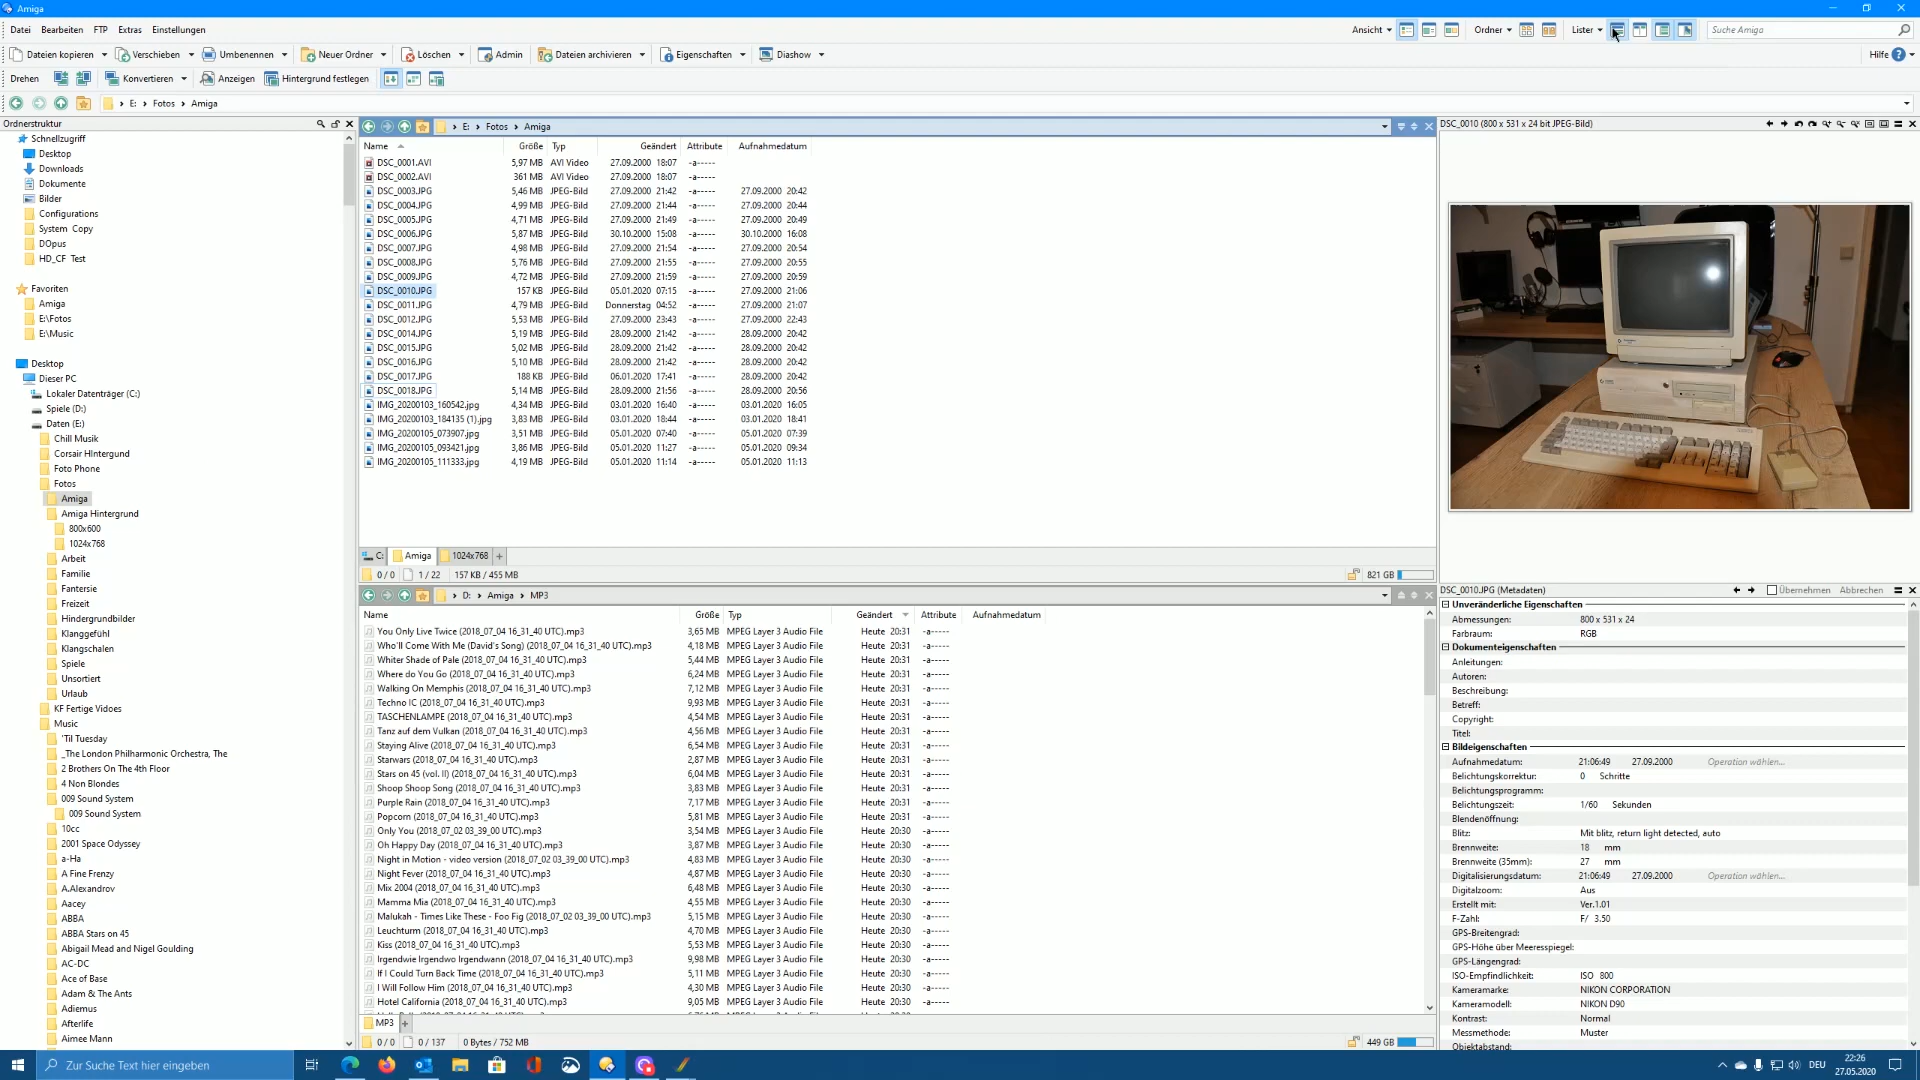 Amiga
Datei Bearbeiten FTP Extras Einstellungen Ansicht Ordner Lister Suche Amiga
Dateien kopieren Verschieben Umbenennen Neuer Ordner Löschen Admin Dateien archivieren Eigenschaften Diashow Hilfe
Drehen Konvertieren Anzeigen Hintergrund festlegen
E: Fotos Amiga
Ordnerstruktur
Schnellzugriff
Desktop
Downloads
Dokumente
Bilder
Configurations
System Copy
DOpus
HD_CF Test
Favoriten
Amiga
E:\Fotos
E:\Music
Desktop
Dieser PC
Lokaler Datenträger (C:)
Spiele (D:)
Daten (E:)
Chill Musik
Corsair HIntergrund
Foto Phone
Fotos
Amiga
Amiga Hintergrund
800x600
1024x768
Arbeit
Familie
Fantersie
Freizeit
Hindergrundbilder
Klanggefühl
Klangschalen
Spiele
Unsortiert
Urlaub
KF Fertige Vidoes
Music
'Til Tuesday
_The London Philharmonic Orchestra, The
2 Brothers On The 4th Floor
4 Non Blondes
009 Sound System
009 Sound System
10cc
2001 Space Odyssey
a-Ha
A Fine Frenzy
A.Alexandrov
Aacey
ABBA
ABBA Stars on 45
Abigail Mead and Nigel Goulding
AC-DC
Ace of Base
Adam & The Ants
Adiemus
Afterlife
Aimee Mann
E: Fotos Amiga
Name Größe Typ Geändert Attribute Aufnahmedatum
DSC_0001.AVI 5,97 MB AVI Video 27.09.2000 18:07 -a-----
DSC_0002.AVI 361 MB AVI Video 27.09.2000 18:07 -a-----
DSC_0003.JPG 5,46 MB JPEG-Bild 27.09.2000 21:42 -a----- 27.09.2000 20:42
DSC_0004.JPG 4,99 MB JPEG-Bild 27.09.2000 21:44 -a----- 27.09.2000 20:44
DSC_0005.JPG 4,71 MB JPEG-Bild 27.09.2000 21:49 -a----- 27.09.2000 20:49
DSC_0006.JPG 5,87 MB JPEG-Bild 30.10.2000 15:08 -a----- 30.10.2000 16:08
DSC_0007.JPG 4,98 MB JPEG-Bild 27.09.2000 21:54 -a----- 27.09.2000 20:54
DSC_0008.JPG 5,76 MB JPEG-Bild 27.09.2000 21:55 -a----- 27.09.2000 20:55
DSC_0009.JPG 4,72 MB JPEG-Bild 27.09.2000 21:59 -a----- 27.09.2000 20:59
DSC_0010.JPG 157 KB JPEG-Bild 05.01.2020 07:15 -a----- 27.09.2000 21:06
DSC_0011.JPG 4,79 MB JPEG-Bild Donnerstag 04:52 -a----- 27.09.2000 21:07
DSC_0012.JPG 5,53 MB JPEG-Bild 27.09.2000 23:43 -a----- 27.09.2000 22:43
DSC_0014.JPG 5,19 MB JPEG-Bild 28.09.2000 21:42 -a----- 28.09.2000 20:42
DSC_0015.JPG 5,02 MB JPEG-Bild 28.09.2000 21:42 -a----- 28.09.2000 20:42
DSC_0016.JPG 5,10 MB JPEG-Bild 28.09.2000 21:42 -a----- 28.09.2000 20:42
DSC_0017.JPG 188 KB JPEG-Bild 06.01.2020 17:41 -a----- 28.09.2000 20:42
DSC_0018.JPG 5,14 MB JPEG-Bild 28.09.2000 21:56 -a----- 28.09.2000 20:56
IMG_20200103_160542.jpg 4,34 MB JPEG-Bild 03.01.2020 16:40 -a----- 03.01.2020 16:05
IMG_20200103_184135 (1).jpg 3,83 MB JPEG-Bild 03.01.2020 18:44 -a----- 03.01.2020 18:41
IMG_20200105_073907.jpg 3,51 MB JPEG-Bild 05.01.2020 07:40 -a----- 05.01.2020 07:39
IMG_20200105_093421.jpg 3,86 MB JPEG-Bild 05.01.2020 11:27 -a----- 05.01.2020 09:34
IMG_20200105_111333.jpg 4,19 MB JPEG-Bild 05.01.2020 11:14 -a----- 05.01.2020 11:13
C: Amiga 1024x768 +
0 / 0 1 / 22 157 KB / 455 MB 821 GB
D: Amiga MP3
Name Größe Typ Geändert Attribute Aufnahmedatum
You Only Live Twice (2018_07_04 16_31_40 UTC).mp3 3,65 MB MPEG Layer 3 Audio File Heute 20:31 -a-----
Who'll Come With Me (David's Song) (2018_07_04 16_31_40 UTC).mp3 4,18 MB MPEG Layer 3 Audio File Heute 20:31 -a-----
Whiter Shade of Pale (2018_07_04 16_31_40 UTC).mp3 5,44 MB MPEG Layer 3 Audio File Heute 20:31 -a-----
Where do You Go (2018_07_04 16_31_40 UTC).mp3 6,24 MB MPEG Layer 3 Audio File Heute 20:31 -a-----
Walking On Memphis (2018_07_04 16_31_40 UTC).mp3 7,12 MB MPEG Layer 3 Audio File Heute 20:31 -a-----
Techno IC (2018_07_04 16_31_40 UTC).mp3 9,93 MB MPEG Layer 3 Audio File Heute 20:31 -a-----
TASCHENLAMPE (2018_07_04 16_31_40 UTC).mp3 4,54 MB MPEG Layer 3 Audio File Heute 20:31 -a-----
Tanz auf dem Vulkan (2018_07_04 16_31_40 UTC).mp3 4,56 MB MPEG Layer 3 Audio File Heute 20:31 -a-----
Staying Alive (2018_07_04 16_31_40 UTC).mp3 6,54 MB MPEG Layer 3 Audio File Heute 20:31 -a-----
Starwars (2018_07_04 16_31_40 UTC).mp3 2,87 MB MPEG Layer 3 Audio File Heute 20:31 -a-----
Stars on 45 (vol. II) (2018_07_04 16_31_40 UTC).mp3 6,04 MB MPEG Layer 3 Audio File Heute 20:31 -a-----
Shoop Shoop Song (2018_07_04 16_31_40 UTC).mp3 3,83 MB MPEG Layer 3 Audio File Heute 20:31 -a-----
Purple Rain (2018_07_04 16_31_40 UTC).mp3 7,17 MB MPEG Layer 3 Audio File Heute 20:31 -a-----
Popcorn (2018_07_04 16_31_40 UTC).mp3 5,81 MB MPEG Layer 3 Audio File Heute 20:31 -a-----
Only You (2018_07_02 03_39_00 UTC).mp3 3,54 MB MPEG Layer 3 Audio File Heute 20:30 -a-----
Oh Happy Day (2018_07_04 16_31_40 UTC).mp3 3,87 MB MPEG Layer 3 Audio File Heute 20:30 -a-----
Night in Motion - video version (2018_07_02 03_39_00 UTC).mp3 4,83 MB MPEG Layer 3 Audio File Heute 20:30 -a-----
Night Fever (2018_07_04 16_31_40 UTC).mp3 4,87 MB MPEG Layer 3 Audio File Heute 20:30 -a-----
Mix 2004 (2018_07_04 16_31_40 UTC).mp3 6,48 MB MPEG Layer 3 Audio File Heute 20:30 -a-----
Mamma Mia (2018_07_04 16_31_40 UTC).mp3 4,55 MB MPEG Layer 3 Audio File Heute 20:30 -a-----
Malukah - Times Like These - Foo Fig (2018_07_02 03_39_00 UTC).mp3 5,15 MB MPEG Layer 3 Audio File Heute 20:30 -a-----
Leuchturm (2018_07_04 16_31_40 UTC).mp3 4,70 MB MPEG Layer 3 Audio File Heute 20:30 -a-----
Kiss (2018_07_04 16_31_40 UTC).mp3 5,53 MB MPEG Layer 3 Audio File Heute 20:30 -a-----
Irgendwie Irgendwo Irgendwann (2018_07_04 16_31_40 UTC).mp3 9,98 MB MPEG Layer 3 Audio File Heute 20:30 -a-----
If I Could Turn Back Time (2018_07_04 16_31_40 UTC).mp3 5,11 MB MPEG Layer 3 Audio File Heute 20:30 -a-----
I Will Follow Him (2018_07_04 16_31_40 UTC).mp3 4,30 MB MPEG Layer 3 Audio File Heute 20:30 -a-----
Hotel California (2018_07_04 16_31_40 UTC).mp3 9,05 MB MPEG Layer 3 Audio File Heute 20:30 -a-----
MP3 +
0 / 0 0 / 137 0 Bytes / 752 MB 449 GB
DSC_0010 (800 x 531 x 24 bit JPEG-Bild)
DSC_0010.JPG (Metadaten) Übernehmen Abbrechen
Unveränderliche Eigenschaften
Abmessungen: 800 x 531 x 24
Farbraum: RGB
Dokumenteigenschaften
Anleitungen:
Autoren:
Beschreibung:
Betreff:
Copyright:
Titel:
Bildeigenschaften
Aufnahmedatum: 21:06:49 27.09.2000 Operation wählen...
Belichtungskorrektur: 0 Schritte
Belichtungsprogramm:
Belichtungszeit: 1/60 Sekunden
Blendenöffnung:
Blitz: Mit blitz, return light detected, auto
Brennweite: 18 mm
Brennweite (35mm): 27 mm
Digitalisierungsdatum: 21:06:49 27.09.2000 Operation wählen...
Digitalzoom: Aus
Erstellt mit: Ver.1.01
F-Zahl: F/ 3.50
GPS-Breitengrad:
GPS-Höhe über Meeresspiegel:
GPS-Längengrad:
ISO-Empfindlichkeit: ISO 800
Kameramarke: NIKON CORPORATION
Kameramodell: NIKON D90
Kontrast: Normal
Messmethode: Muster
Objektabstand:
Zur Suche Text hier eingeben
DEU 22:26
27.05.2020